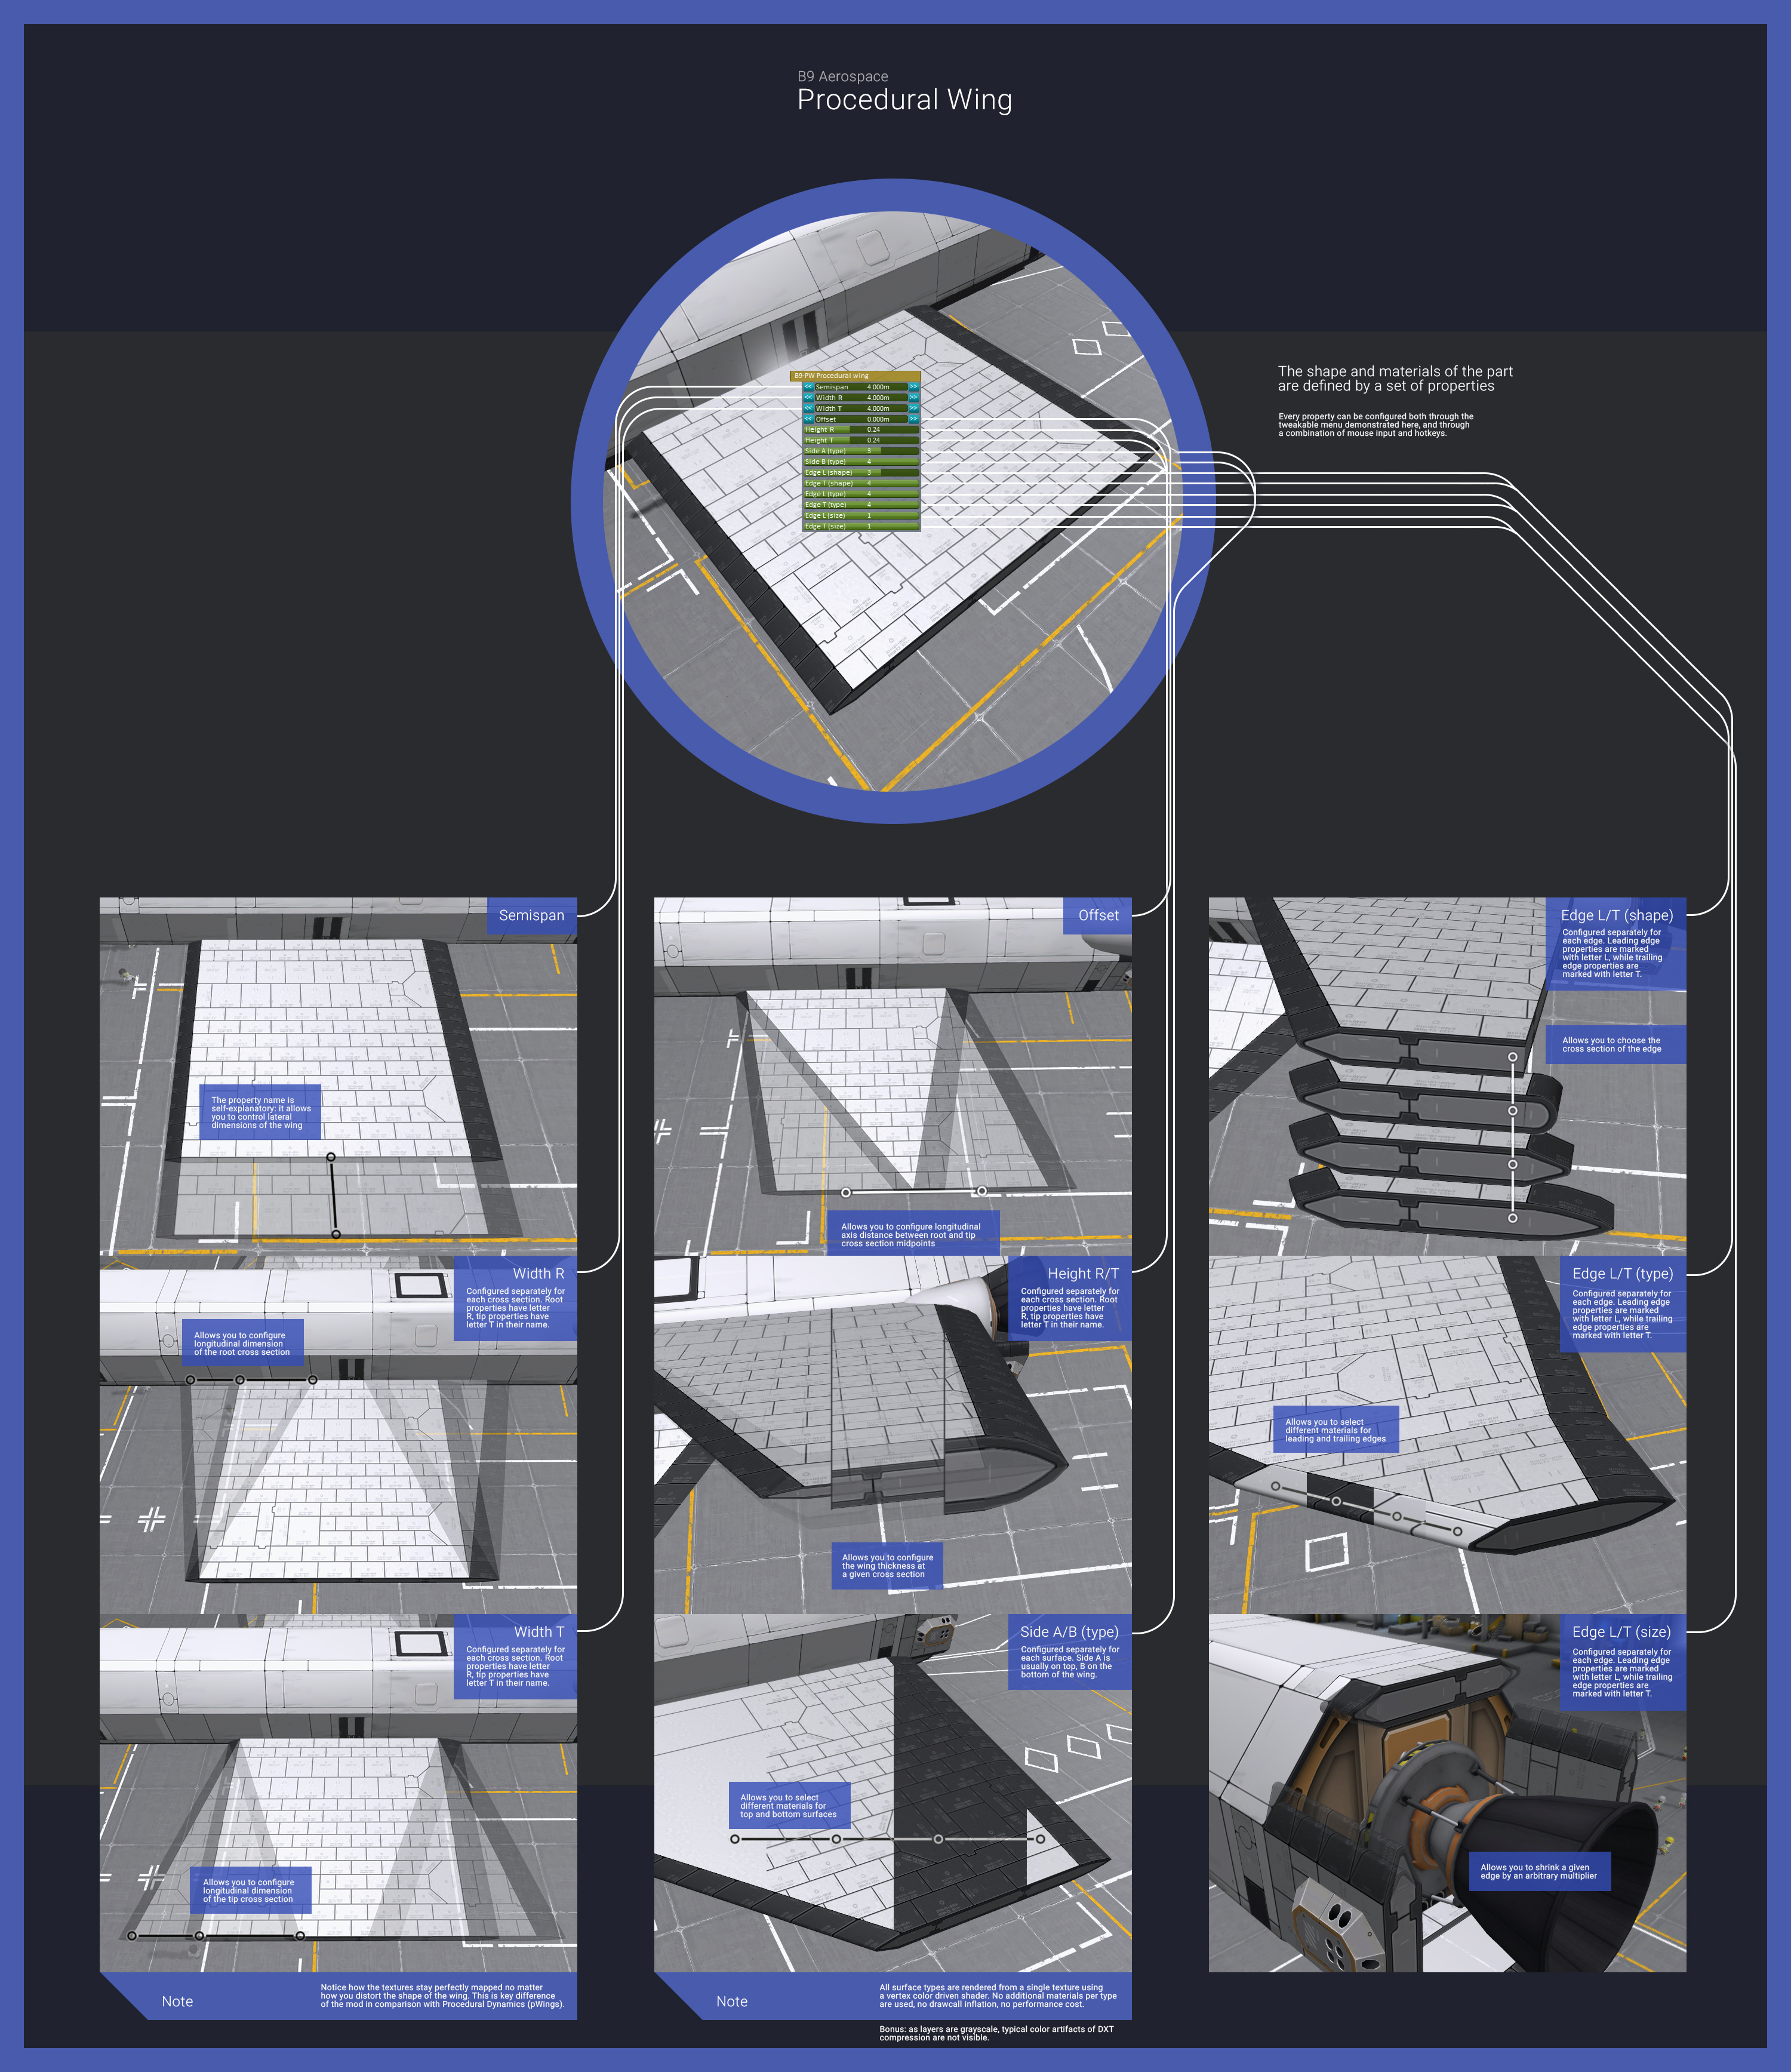 B9 Aerospace
Procedural Wing
B9-PW Procedural wing
<< Semispan 4.000m >>
<< Width R 4.000m >>
<< Width T 4.000m >>
<< Offset 0.000m >>
Height R 0.24
Height T 0.24
Side A (type) 3
Side B (type) 4
Edge L (shape) 3
Edge T (shape) 4
Edge L (type) 4
Edge T (type) 4
Edge L (size) 1
Edge T (size) 1
The shape and materials of the part
are defined by a set of properties
Every property can be configured both through the
tweakable menu demonstrated here, and through
a combination of mouse input and hotkeys.
Semispan
The property name is
self-explanatory: it allows
you to control lateral
dimensions of the wing
Width R
Configured separately for
each cross section. Root
properties have letter
R, tip properties have
letter T in their name.
Allows you to configure
longitudinal dimension
of the root cross section
Width T
Configured separately for
each cross section. Root
properties have letter
R, tip properties have
letter T in their name.
Allows you to configure
longitudinal dimension
of the tip cross section
Note
Notice how the textures stay perfectly mapped no matter
how you distort the shape of the wing. This is key difference
of the mod in comparison with Procedural Dynamics (pWings).
Offset
Allows you to configure longitudinal
axis distance between root and tip
cross section midpoints
Height R/T
Configured separately for
each cross section. Root
properties have letter
R, tip properties have
letter T in their name.
Allows you to configure
the wing thickness at
a given cross section
Side A/B (type)
Configured separately for
each surface. Side A is
usually on top, B on the
bottom of the wing.
Allows you to select
different materials for
top and bottom surfaces
Note
All surface types are rendered from a single texture using
a vertex color driven shader. No additional materials per type
are used, no drawcall inflation, no performance cost.
Bonus: as layers are grayscale, typical color artifacts of DXT
compression are not visible.
Edge L/T (shape)
Configured separately for
each edge. Leading edge
properties are marked
with letter L, while trailing
edge properties are
marked with letter T.
Allows you to choose the
cross section of the edge
Edge L/T (type)
Configured separately for
each edge. Leading edge
properties are marked
with letter L, while trailing
edge properties are
marked with letter T.
Allows you to select
different materials for
leading and trailing edges
Edge L/T (size)
Configured separately for
each edge. Leading edge
properties are marked
with letter L, while trailing
edge properties are
marked with letter T.
Allows you to shrink a given
edge by an arbitrary multiplier